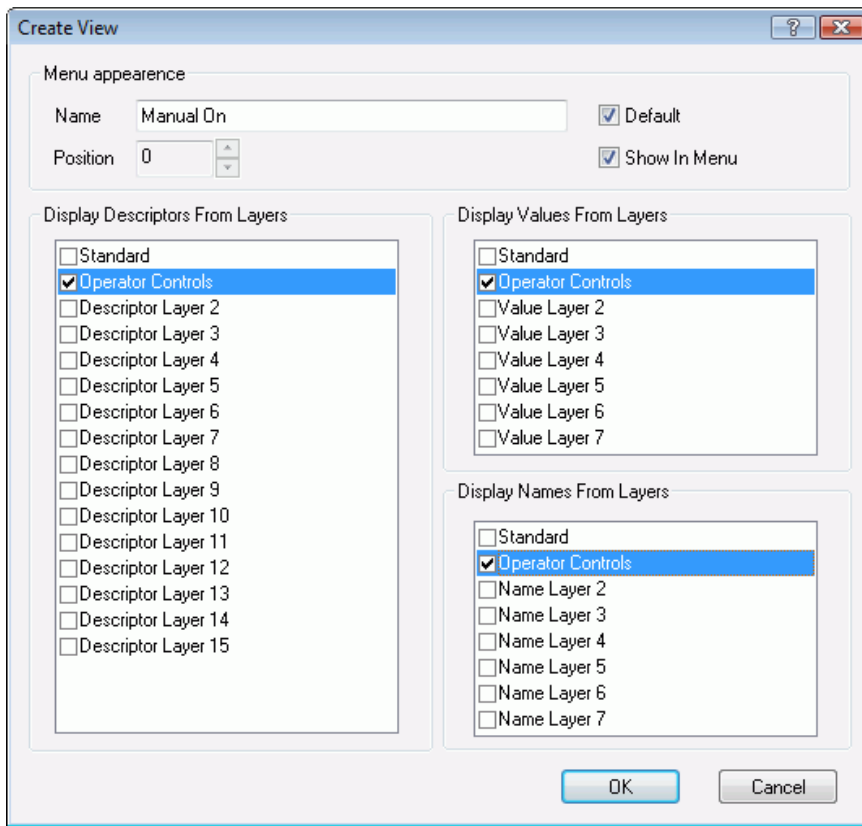 Create View
Menu appearence
Name Manual On Default
Position 0 Show In Menu
Display Descriptors From Layers
Standard
Operator Controls
Descriptor Layer 2
Descriptor Layer 3
Descriptor Layer 4
Descriptor Layer 5
Descriptor Layer 6
Descriptor Layer 7
Descriptor Layer 8
Descriptor Layer 9
Descriptor Layer 10
Descriptor Layer 11
Descriptor Layer 12
Descriptor Layer 13
Descriptor Layer 14
Descriptor Layer 15
Display Values From Layers
Standard
Operator Controls
Value Layer 2
Value Layer 3
Value Layer 4
Value Layer 5
Value Layer 6
Value Layer 7
Display Names From Layers
Standard
Operator Controls
Name Layer 2
Name Layer 3
Name Layer 4
Name Layer 5
Name Layer 6
Name Layer 7
OK Cancel